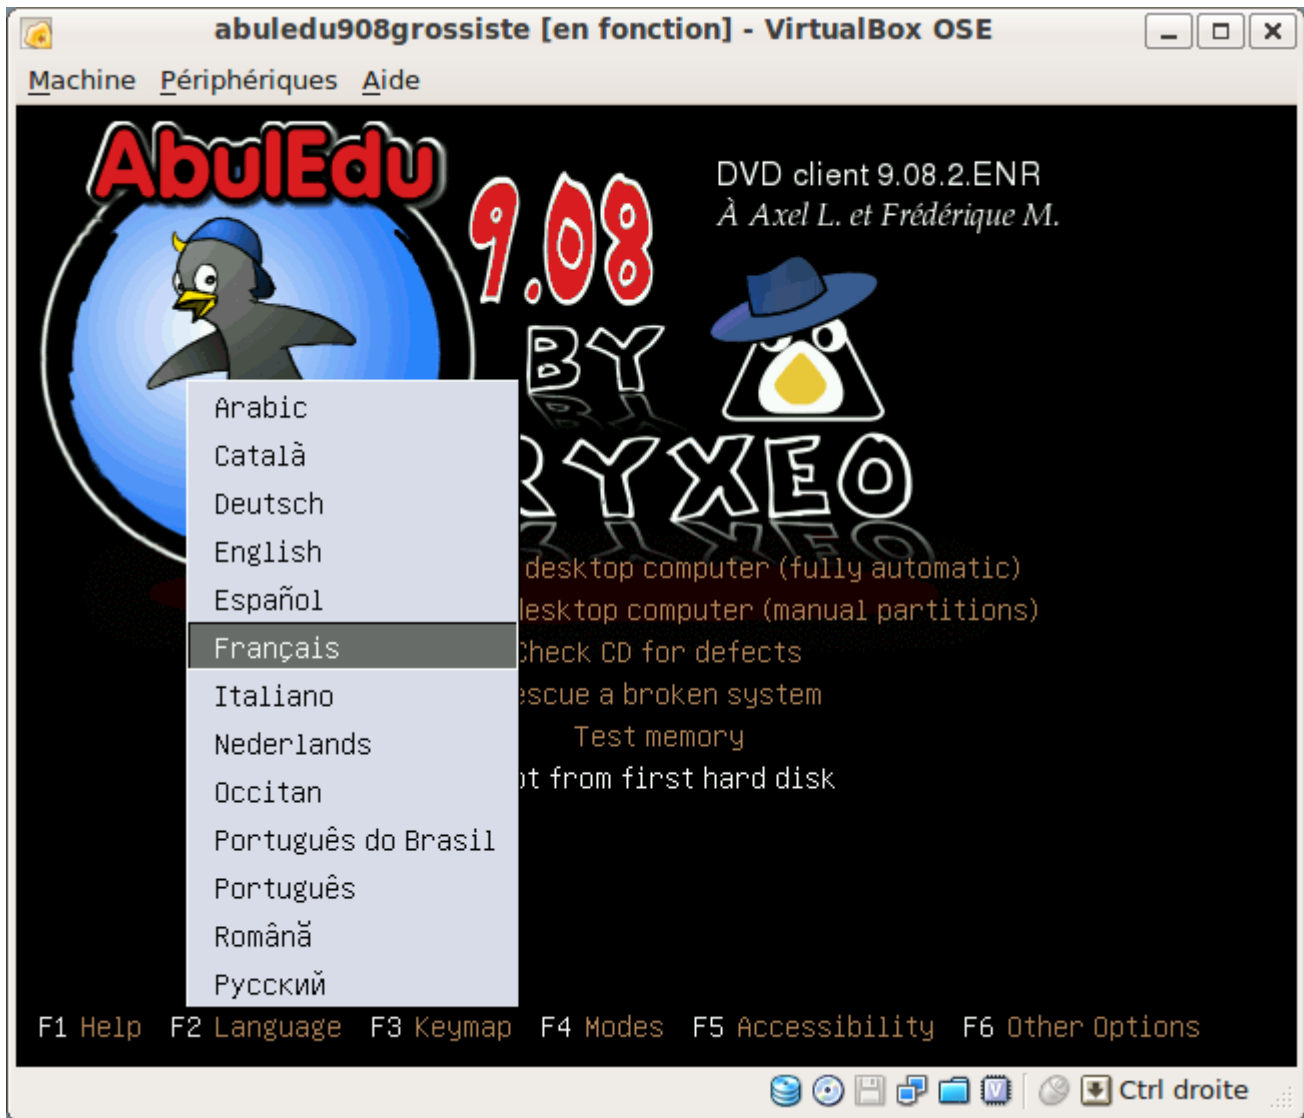 abuledu908grossiste [en fonction] - VirtualBox OSE
Machine Périphériques Aide
AbulEdu
9.08
DVD client 9.08.2.ENR
À Axel L. et Frédérique M.
BY
RYXEO
Arabic
Català
Deutsch
English
Español
Français
Italiano
Nederlands
Occitan
Português do Brasil
Português
Română
Русский
desktop computer (fully automatic)
desktop computer (manual partitions)
Check CD for defects
escue a broken system
Test memory
ot from first hard disk
F1 Help F2 Language F3 Keymap F4 Modes F5 Accessibility F6 Other Options
Ctrl droite